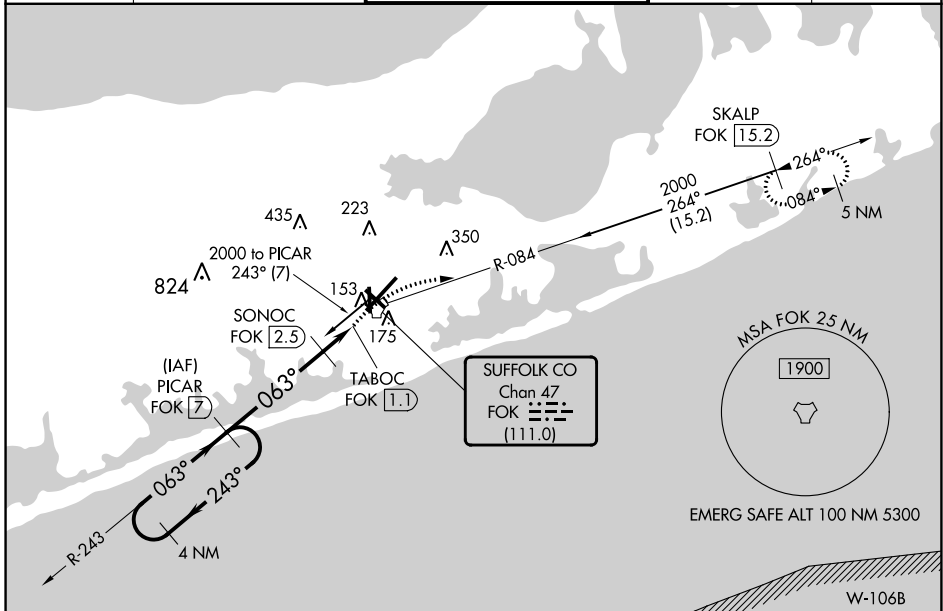 SKALP
FOK 15.2
264°
084°
5 NM
2000
264°
(15.2)
R-084
435
223
350
2000 to PICAR
243° (7)
824
153
175
SONOC
FOK 2.5
(IAF)
PICAR
FOK 7
063°
TABOC
FOK 1.1
SUFFOLK CO
Chan 47
FOK
(111.0)
MSA FOK 25 NM
1900
063°
243°
R-243
4 NM
EMERG SAFE ALT 100 NM 5300
W-106B